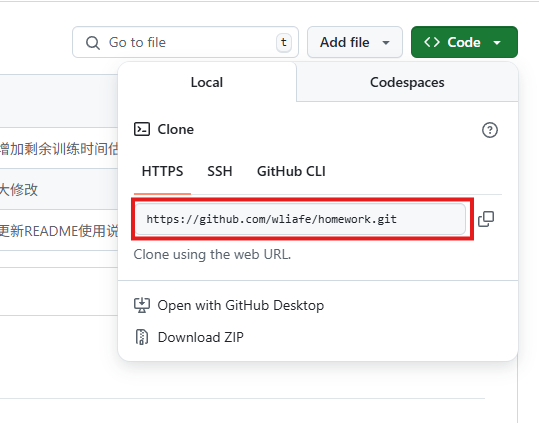 Go to file
t
Add file
Code
Local
Codespaces
增加剩余训练时间估
Clone
HTTPS
SSH
GitHub CLI
大修改
https://github.com/wliafe/homework.git
更新README使用说
Clone using the web URL.
Open with GitHub Desktop
Download ZIP